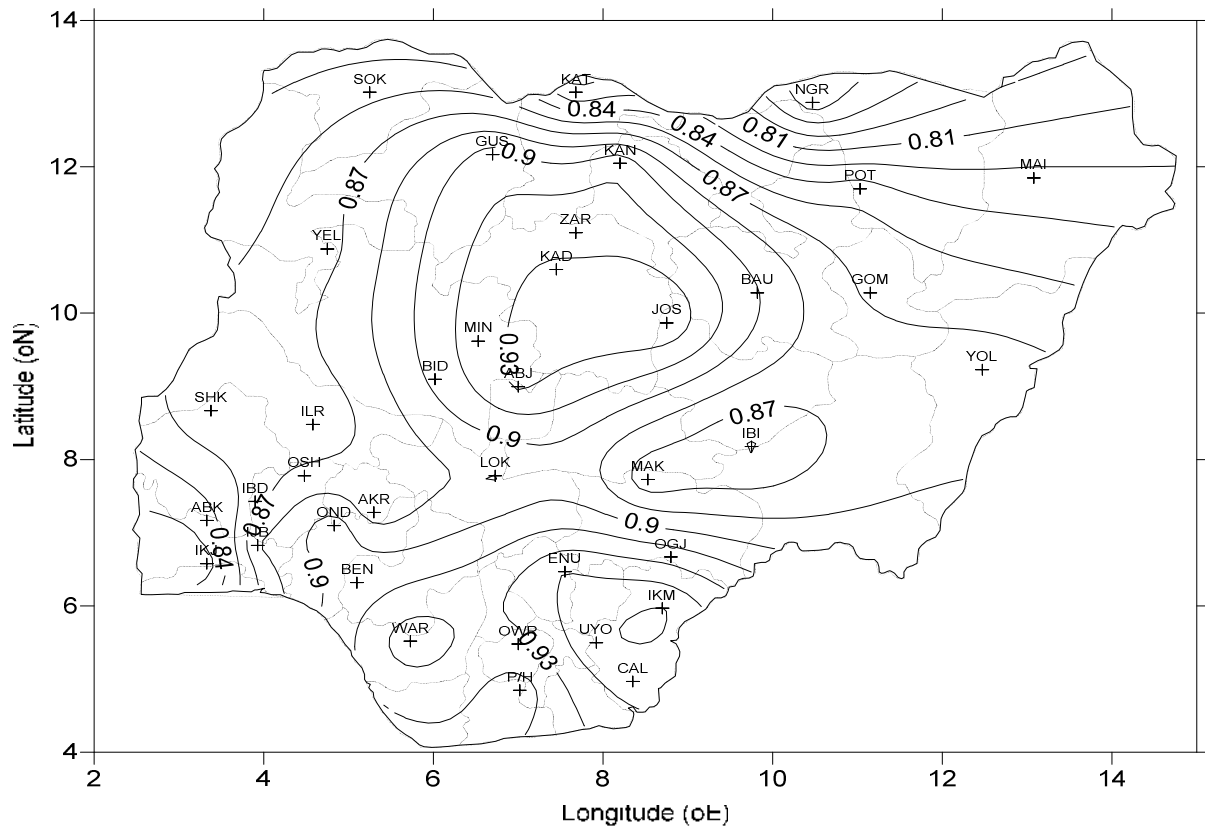 14
SOK
KAT
NGR
0.84
0.84
0.81
0.81
12
GUS
0.9
KAN
MAI
0.87
0.87
POT
ZAR
YEL
KAD
BAU
GOM
10
JOS
MIN
0.93
YOL
BID
ABJ
SHK
ILR
0.87
0.9
IBI
8
OSH
LOK
MAK
IBD
ABK
AKR
OND
0.87
0.9
0.84
OGJ
ENU
BEN
0.9
IKM
6
WAR
OWR
UYO
0.93
CAL
P/H
4
2
4
6
8
10
12
14
Latitude (oN)
Longitude (oE)